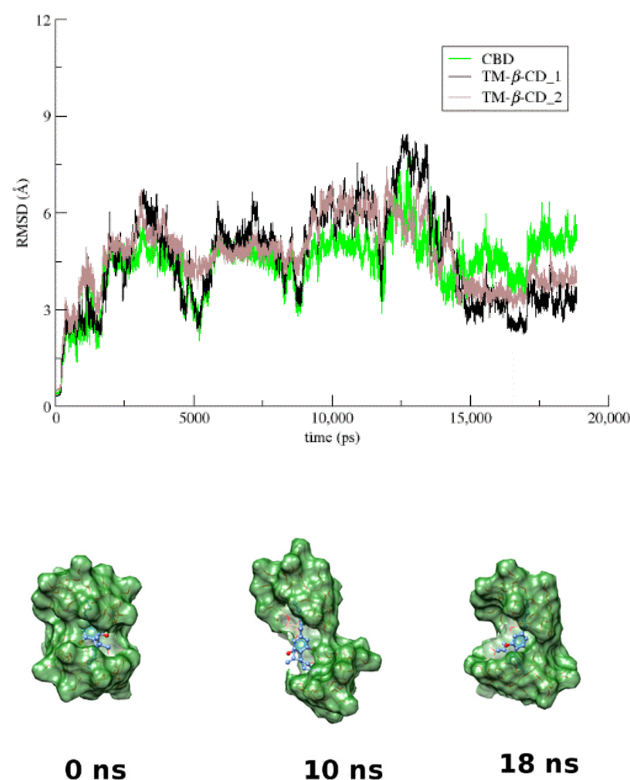 12
9
6
3
0
RMSD (Å)
CBD
TM-β-CD_1
TM-β-CD_2
0 5000 10,000 15,000 20,000
time (ps)
0 ns 10 ns 18 ns